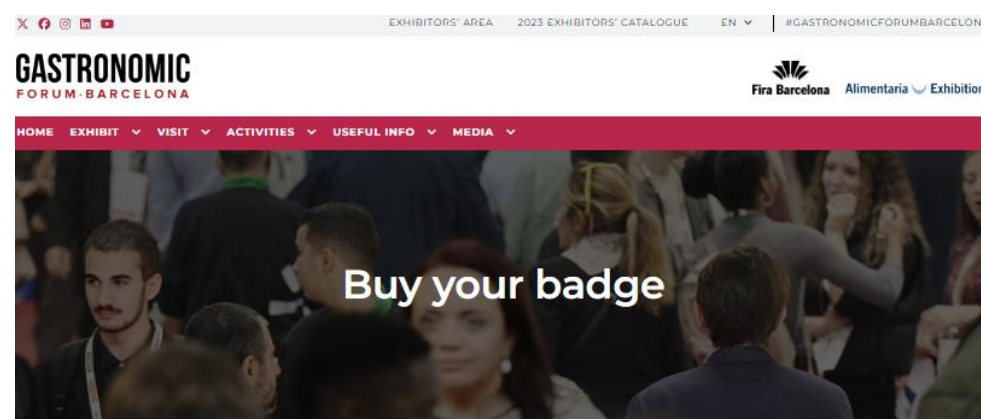 EXHIBITORS' AREA 2023 EXHIBITORS' CATALOGUE EN #GASTRONOMICFORUMBARCELON
GASTRONOMIC
FORUM·BARCELONA
Fira Barcelona Alimentaria Exhibition
HOME EXHIBIT VISIT ACTIVITIES USEFUL INFO MEDIA
Buy your badge